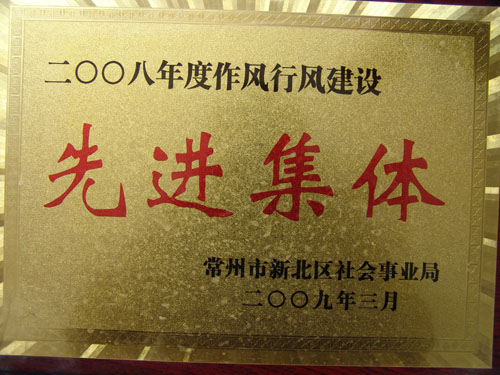 二〇〇八年度作风行风建设
先进集体
常州市新北区社会事业局
二〇〇九年三月